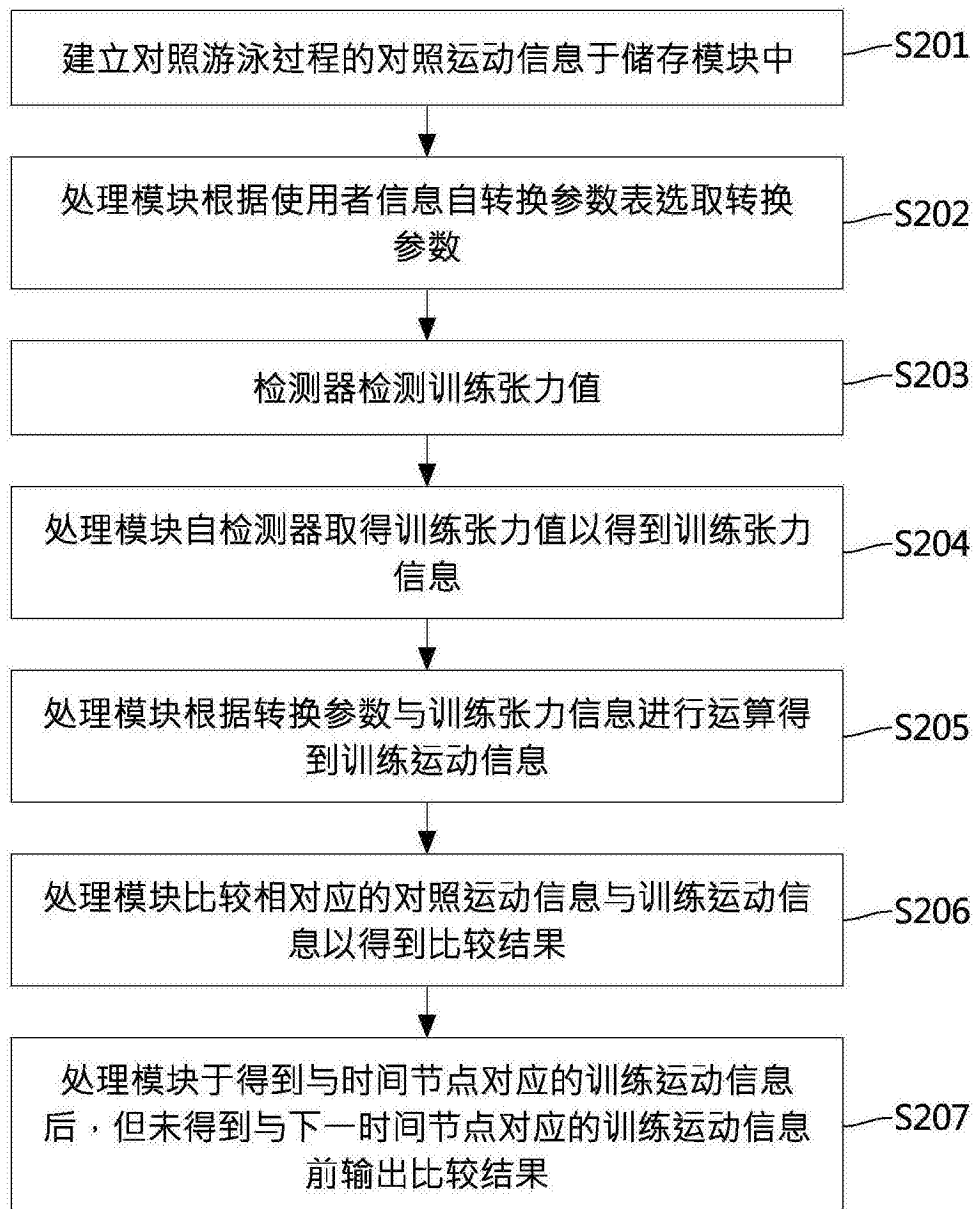 建立对照游泳过程的对照运动信息于储存模块中
S201
处理模块根据使用者信息自转换参数表选取转换
参数
S202
检测器检测训练张力值
S203
处理模块自检测器取得训练张力值以得到训练张力
信息
S204
处理模块根据转换参数与训练张力信息进行运算得
到训练运动信息
S205
处理模块比较相对应的对照运动信息与训练运动信
息以得到比较结果
S206
处理模块于得到与时间节点对应的训练运动信息
后，但未得到与下一时间节点对应的训练运动信息
前输出比较结果
S207